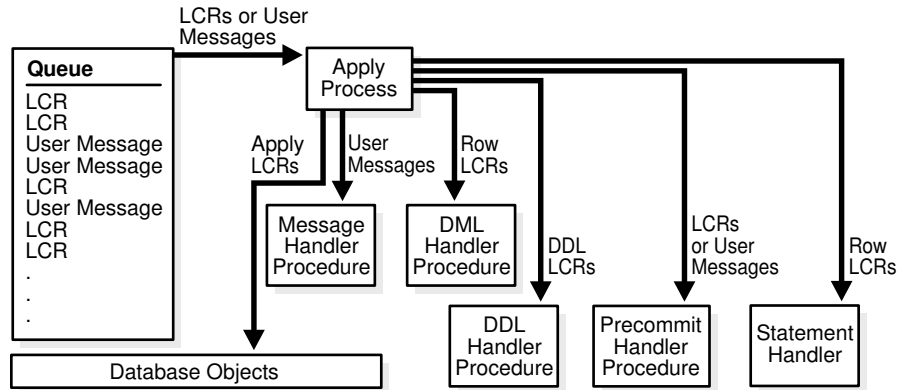 LCRs or User
Messages
Queue
LCR
LCR
User Message
User Message
LCR
User Message
LCR
LCR
.
.
.
Apply
Process
Apply
LCRs
User
Messages
Row
LCRs
Message
Handler
Procedure
DML
Handler
Procedure
DDL
LCRs
LCRs
or User
Messages
Row
LCRs
DDL
Handler
Procedure
Precommit
Handler
Procedure
Statement
Handler
Database Objects